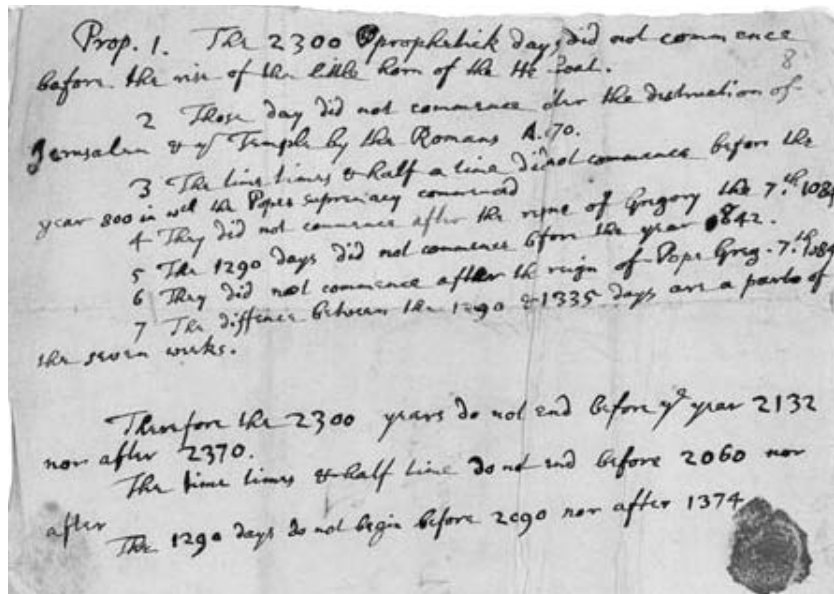 Prop. 1. The 2300 prophetick days did not commence
before the rise of the little horn of the He Goat.
8
2 Those day did not commence after the destruction of
Jerusalem & ye Temple by the Romans A. 70.
3 The time times & half a time did not commence before the
year 800 in wch the Popes supremacy commenced
4 They did not commence after the reigne of Gregory the 7th. 1084
5 The 1290 days did not commence bfore the year 842.
6 They did not commence after the reign of Pope Greg. 7th. 1084
7 The diffence between the 1290 & 1335 days are a parts of
the seven weeks.
Therefore the 2300 years do not end before ye year 2132
nor after 2370.
The time times & half time do not end before 2060 nor
after
The 1290 days do not begin before 2090 nor after 1374